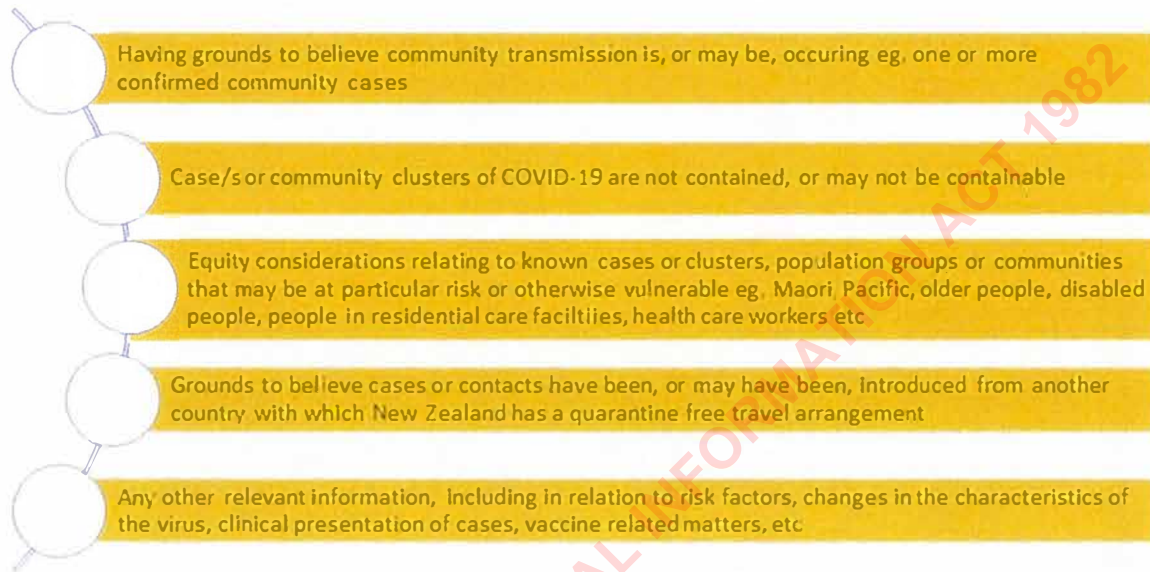 Having grounds to believe community transmission is, or may be, occuring eg, one or more
confirmed community cases
Case/s or community clusters of COVID-19 are not contained, or may not be containable
Equity considerations relating to known cases or clusters, population groups or communities
that may be at particular risk or otherwise vulnerable eg, Maori, Pacific, older people, disabled
people, people in residential care faciltiies, health care workers etc
Grounds to believe cases or contacts have been, or may have been, introduced from another
country with which New Zealand has a quarantine free travel arrangement
Any other relevant information, including in relation to risk factors, changes in the characteristics of
the virus, clinical presentation of cases, vaccine related matters, etc
AL INFORMATION ACT 1982